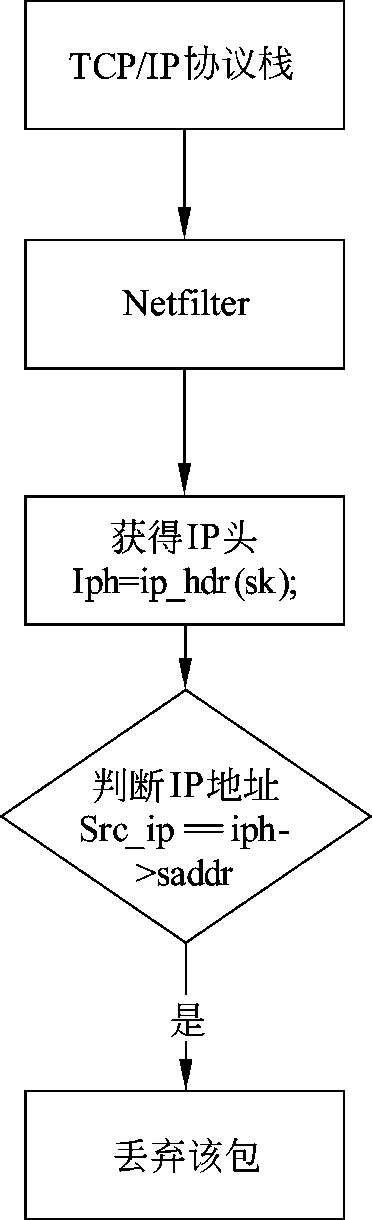 TCP/IP协议栈
Netfilter
获得IP头
Iph=ip_hdr(sk);
判断IP地址
Src_ip==iph-
>saddr
是
丢弃该包